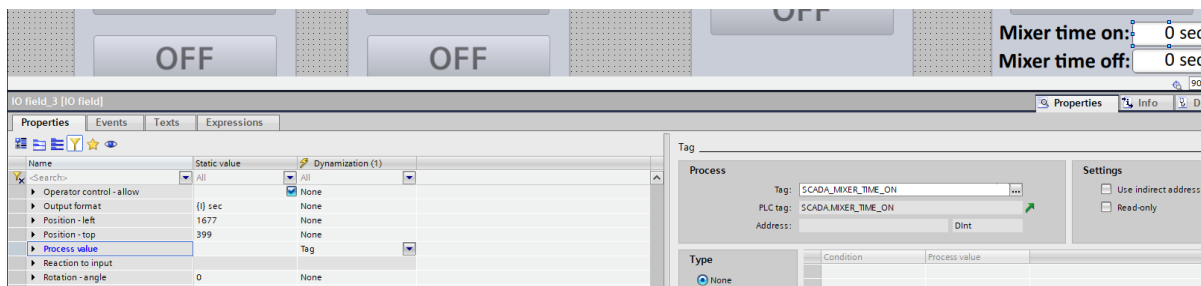 OFF
OFF
OFF
Mixer time on:
0 sec
Mixer time off:
0 sec
90
IO field_3 [IO field]
Properties
Info
D
Properties
Events
Texts
Expressions
Name
Static value
Dynamization (1)
<Search>
All
All
Operator control - allow
None
Output format
{I} sec
None
Position - left
1677
None
Position - top
399
None
Process value
Tag
Reaction to input
Rotation - angle
0
None
Tag
Process
Tag:
SCADA_MIXER_TIME_ON
...
PLC tag:
SCADA.MIXER_TIME_ON
Address:
DInt
Settings
Use indirect address
Read-only
Type
None
Condition
Process value